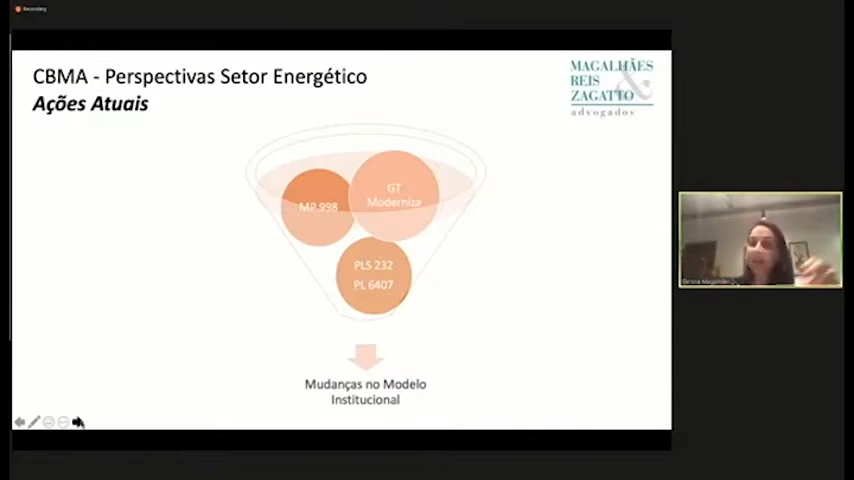 Recording
CBMA - Perspectivas Setor Energético
Ações Atuais
MAGALHÃES
REIS &
ZAGATTO
advogados
MP 998
GT
Moderniza
PLS 232
PL 6407
Mudanças no Modelo
Institucional